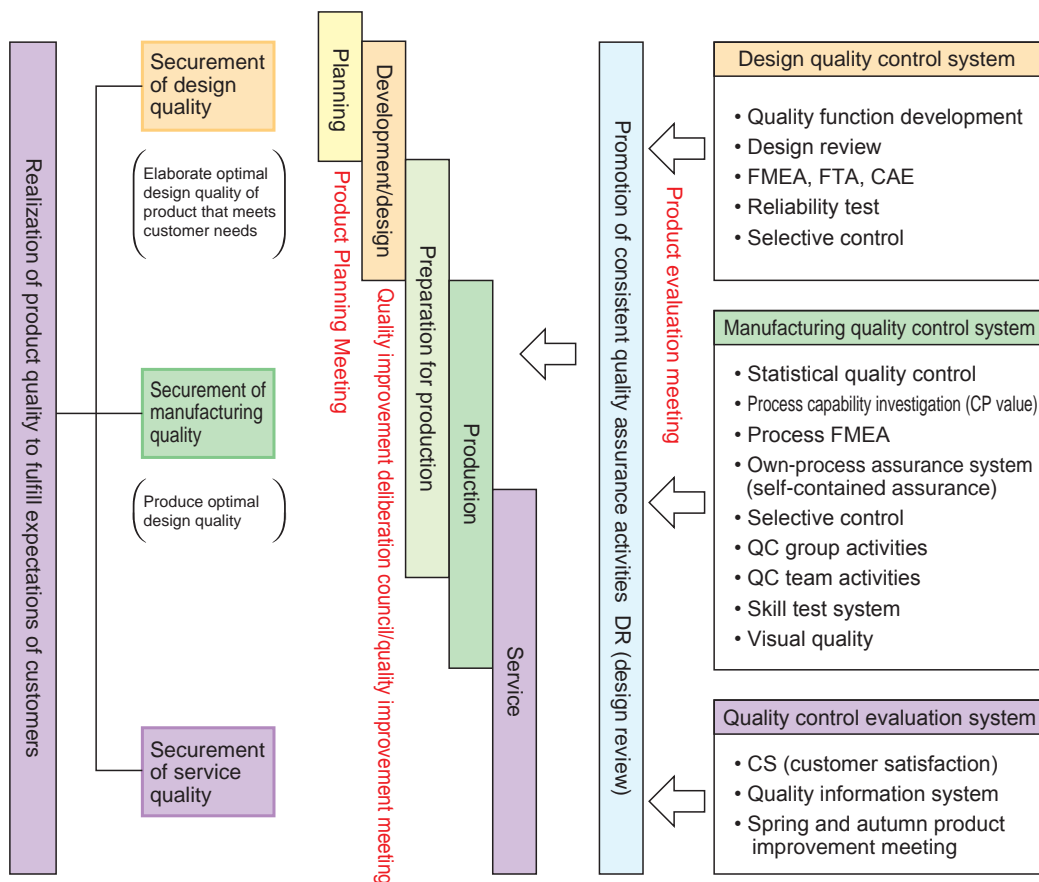 Realization of product quality to fulfill expectations of customers
Securement
of design
quality
Elaborate optimal
design quality of
product that meets
customer needs
Securement of
manufacturing
quality
Produce optimal
design quality
Securement
of service
quality
Planning
Product Planning Meeting
Development/design
Quality improvement deliberation council/quality improvement meeting
Preparation for production
Production
Service
Promotion of consistent quality assurance activities DR (design review)
Product evaluation meeting
Design quality control system
• Quality function development
• Design review
• FMEA, FTA, CAE
• Reliability test
• Selective control
Manufacturing quality control system
• Statistical quality control
• Process capability investigation (CP value)
• Process FMEA
• Own-process assurance system
(self-contained assurance)
• Selective control
• QC group activities
• QC team activities
• Skill test system
• Visual quality
Quality control evaluation system
• CS (customer satisfaction)
• Quality information system
• Spring and autumn product
improvement meeting